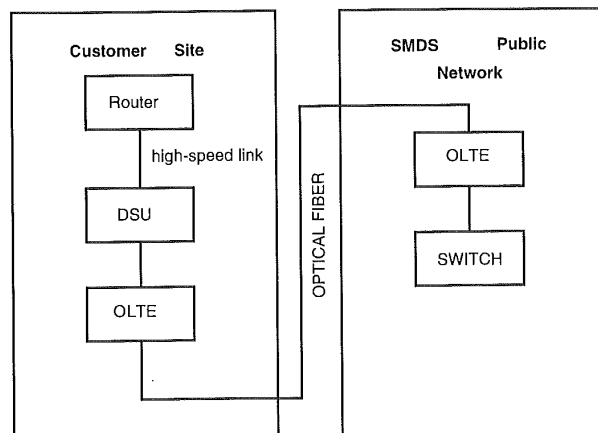 Customer Site
Router
high-speed link
DSU
OLTE
OPTICAL FIBER
SMDS Public
Network
OLTE
SWITCH